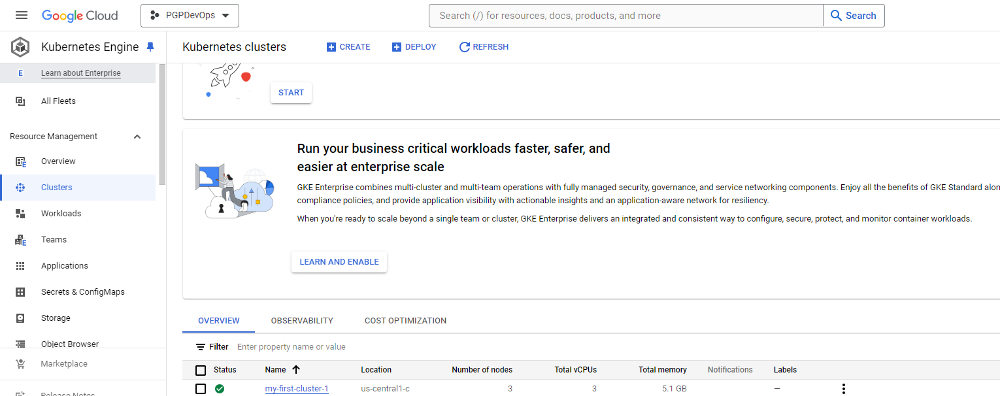 Google Cloud
PGPDevOps
Search (/) for resources, docs, products, and more
Search
Kubernetes Engine
Kubernetes clusters
CREATE
DEPLOY
REFRESH
E
Learn about Enterprise
All Fleets
Resource Management
E
Overview
Clusters
Workloads
E
Teams
Applications
Secrets & ConfigMaps
Storage
Object Browser
Marketplace
Release Notes
START
Run your business critical workloads faster, safer, and
easier at enterprise scale
GKE Enterprise combines multi-cluster and multi-team operations with fully managed security, governance, and service networking components. Enjoy all the benefits of GKE Standard
compliance policies, and provide application visibility with actionable insights and an application-aware network for resiliency.
When you're ready to scale beyond a single team or cluster, GKE Enterprise delivers an integrated and consistent way to configure, secure, protect, and monitor container workloads.
LEARN AND ENABLE
OVERVIEW
OBSERVABILITY
COST OPTIMIZATION
Filter Enter property name or value
Status Name Location Number of nodes Total vCPUs Total memory Notifications Labels
my-first-cluster-1 us-central1-c 3 3 5.1 GB —